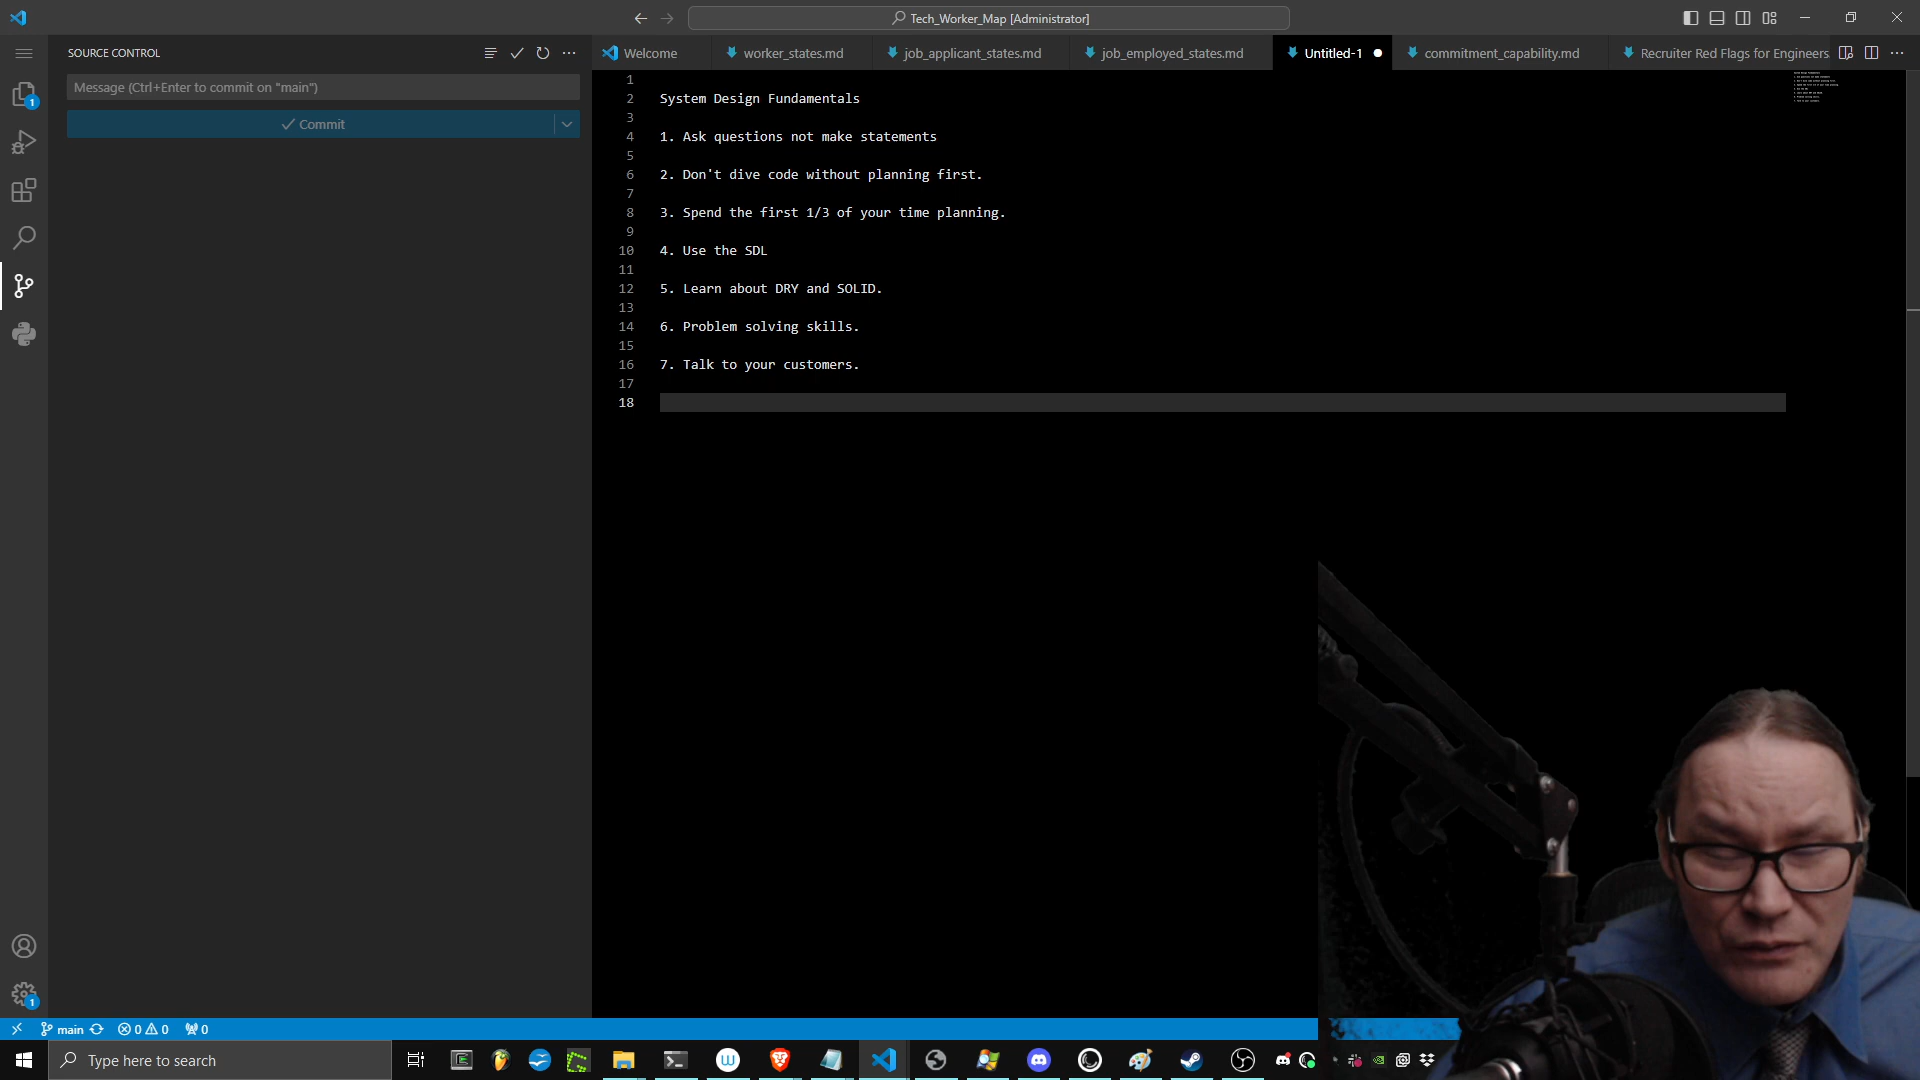 Tech_Worker_Map [Administrator]
SOURCE CONTROL
Welcome
worker_states.md
job_applicant_states.md
job_employed_states.md
Untitled-1
commitment_capability.md
Recruiter Red Flags for Engineers
Message (Ctrl+Enter to commit on "main")
Commit
1
1
2 System Design Fundamentals
3
4 1. Ask questions not make statements
5
6 2. Don't dive code without planning first.
7
8 3. Spend the first 1/3 of your time planning.
9
10 4. Use the SDL
11
12 5. Learn about DRY and SOLID.
13
14 6. Problem solving skills.
15
16 7. Talk to your customers.
17
18
1
main 0 0 0
Type here to search